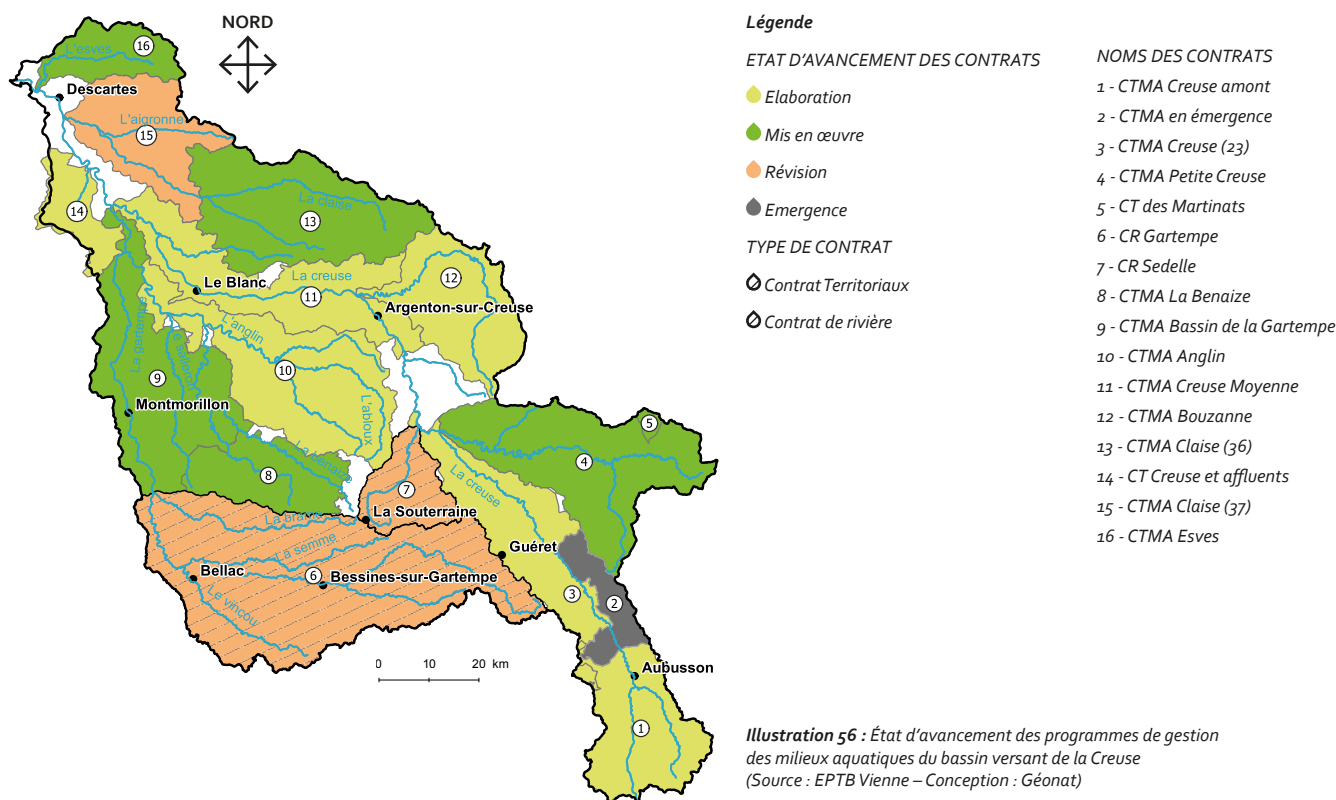 NORD
L'esves
16
Descartes
L'aigronne
15
La claise
13
14
12
Le Blanc
La creuse
11
Argenton-sur-Creuse
L'anglin
La gartempe
10
9
Montmorillon
L'abloux
5
La benaize
8
4
La creuse
7
La Souterraine
La semme
Guéret
Bellac
6
Bessines-sur-Gartempe
Le vincou
3
2
0 10 20 km
Aubusson
1
Légende
ETAT D'AVANCEMENT DES CONTRATS
Elaboration
Mis en œuvre
Révision
Emergence
TYPE DE CONTRAT
Contrat Territoriaux
Contrat de rivière
NOMS DES CONTRATS
1 - CTMA Creuse amont
2 - CTMA en émergence
3 - CTMA Creuse (23)
4 - CTMA Petite Creuse
5 - CT des Martinats
6 - CR Gartempe
7 - CR Sedelle
8 - CTMA La Benaize
9 - CTMA Bassin de la Gartempe
10 - CTMA Anglin
11 - CTMA Creuse Moyenne
12 - CTMA Bouzanne
13 - CTMA Claise (36)
14 - CT Creuse et affluents
15 - CTMA Claise (37)
16 - CTMA Esves
Illustration 56 : État d'avancement des programmes de gestion
des milieux aquatiques du bassin versant de la Creuse
(Source : EPTB Vienne – Conception : Géonat)